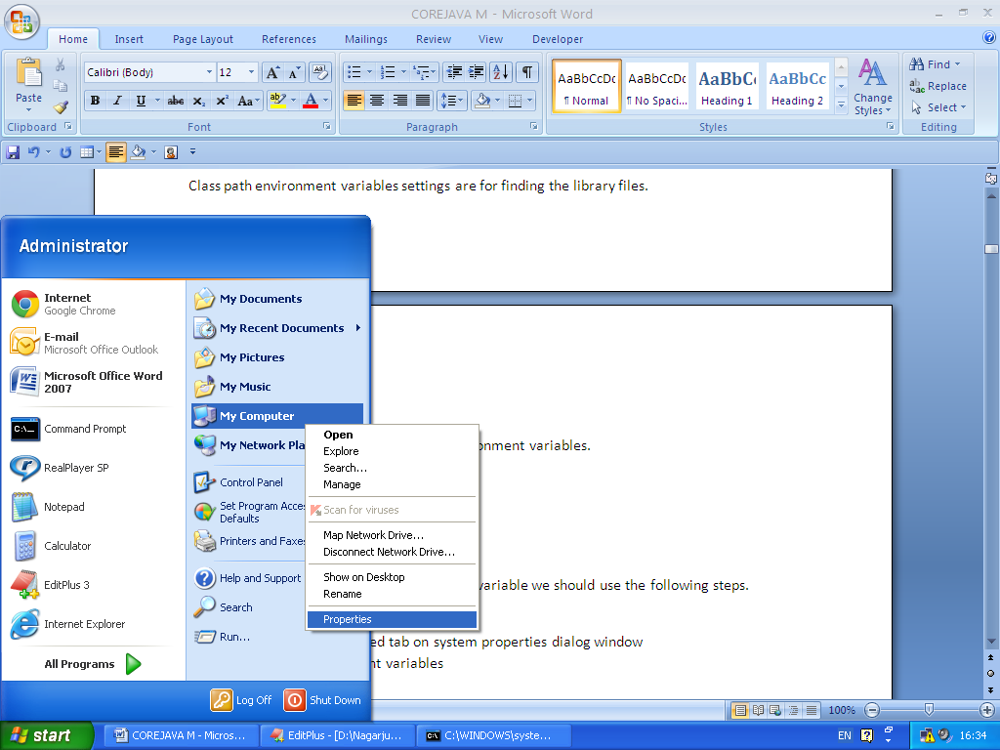 COREJAVA M - Microsoft Word
Home Insert Page Layout References Mailings Review View Developer
Paste
Clipboard
Calibri (Body) 12
B I U abc x₂ x² Aa
Font
Paragraph
AaBbCcDc AaBbCcDc AaBbC AaBbCc
¶ Normal ¶ No Spaci... Heading 1 Heading 2
Change
Styles
Styles
Find
Replace
Select
Editing
Class path environment variables settings are for finding the library files.
onment variables.
variable we should use the following steps.
ed tab on system properties dialog window
nt variables
Administrator
Internet
Google Chrome
E-mail
Microsoft Office Outlook
Microsoft Office Word
2007
Command Prompt
RealPlayer SP
Notepad
Calculator
EditPlus 3
Internet Explorer
All Programs
My Documents
My Recent Documents
My Pictures
My Music
My Computer
My Network Pla
Control Panel
Set Program Acces
Defaults
Printers and Faxes
Help and Support
Search
Run...
Open
Explore
Search...
Manage
Scan for viruses
Map Network Drive...
Disconnect Network Drive...
Show on Desktop
Rename
Properties
Log Off Shut Down
100%
start COREJAVA M - Micros... EditPlus - [D:\Nagarju... C:\WINDOWS\syste... EN 16:34